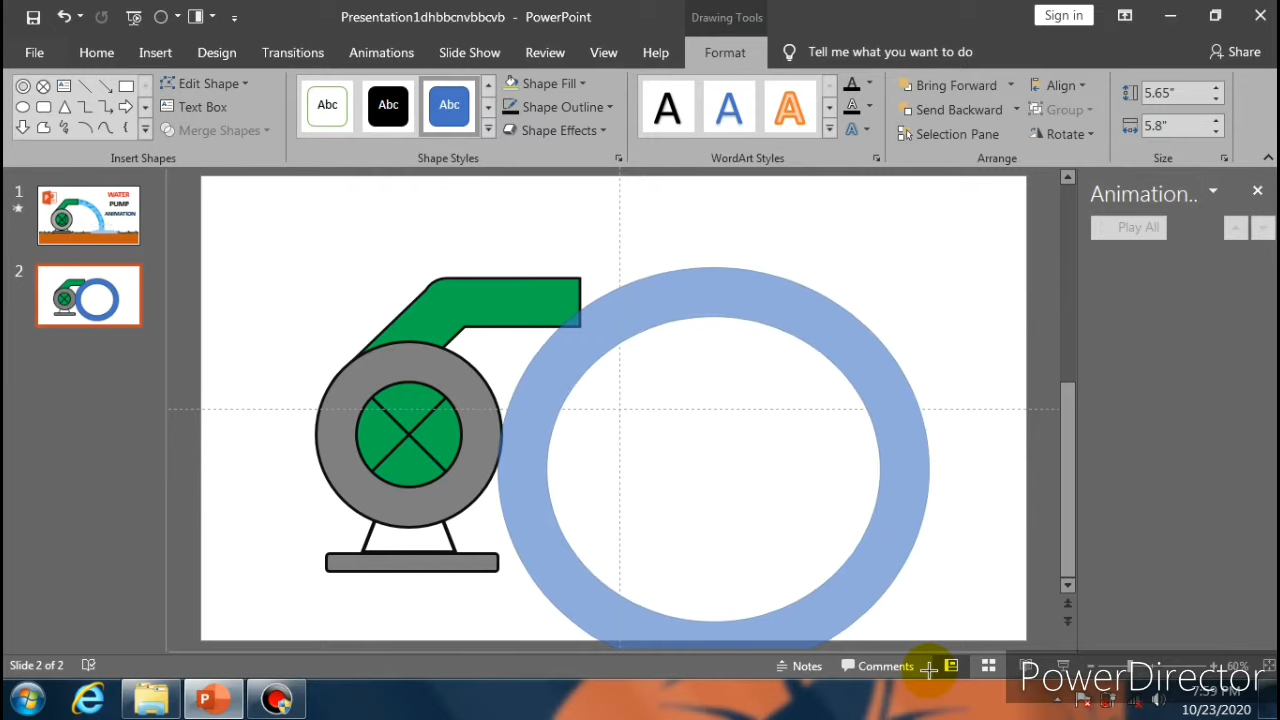 Presentation1dhbbcnvbbcvb - PowerPoint
Drawing Tools
Sign in
File
Home
Insert
Design
Transitions
Animations
Slide Show
Review
View
Help
Format
Tell me what you want to do
Share
Edit Shape
Text Box
Merge Shapes
Insert Shapes
Abc
Abc
Abc
Shape Fill
Shape Outline
Shape Effects
Shape Styles
A
A
A
WordArt Styles
Bring Forward
Send Backward
Selection Pane
Align
Group
Rotate
Arrange
5.65"
5.8"
Size
1
WATER
PUMP
ANIMATION
2
Animation..
Play All
Slide 2 of 2
Notes
Comments
60%
PowerDirector
7:59 PM
10/23/2020